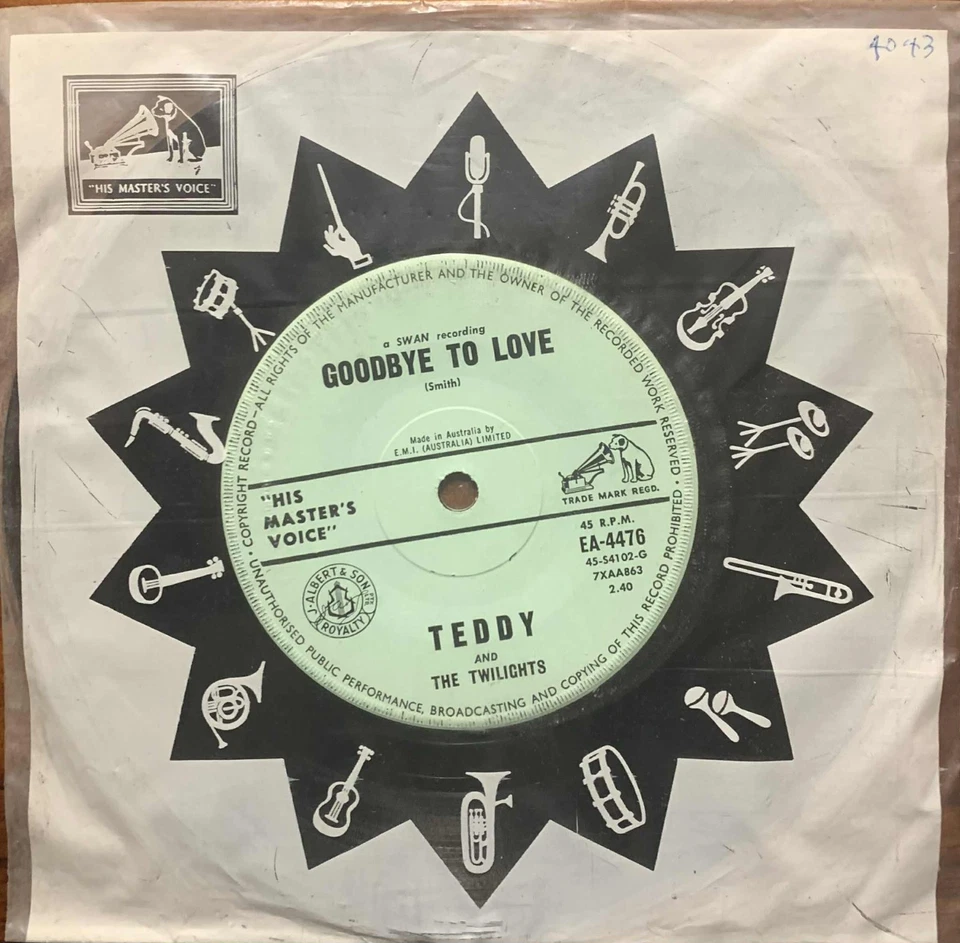 4043
"HIS MASTER'S VOICE"
COPYRIGHT RECORD—ALL RIGHTS OF THE MANUFACTURER AND THE OWNER OF THE RECORDED WORK RESERVED •
a SWAN recording
GOODBYE TO LOVE
(Smith)
Made in Australia by
E.M.I. (AUSTRALIA) LIMITED
"HIS
MASTER'S
VOICE"
TRADE MARK REGD.
45 R.P.M.
EA-4476
45-S4102-G
7XAA863
2.40
J. ALBERT & SON PTY LTD
ROYALTY
TEDDY
AND
THE TWILIGHTS
• UNAUTHORISED PUBLIC PERFORMANCE, BROADCASTING AND COPYING OF THIS RECORD PROHIBITED •